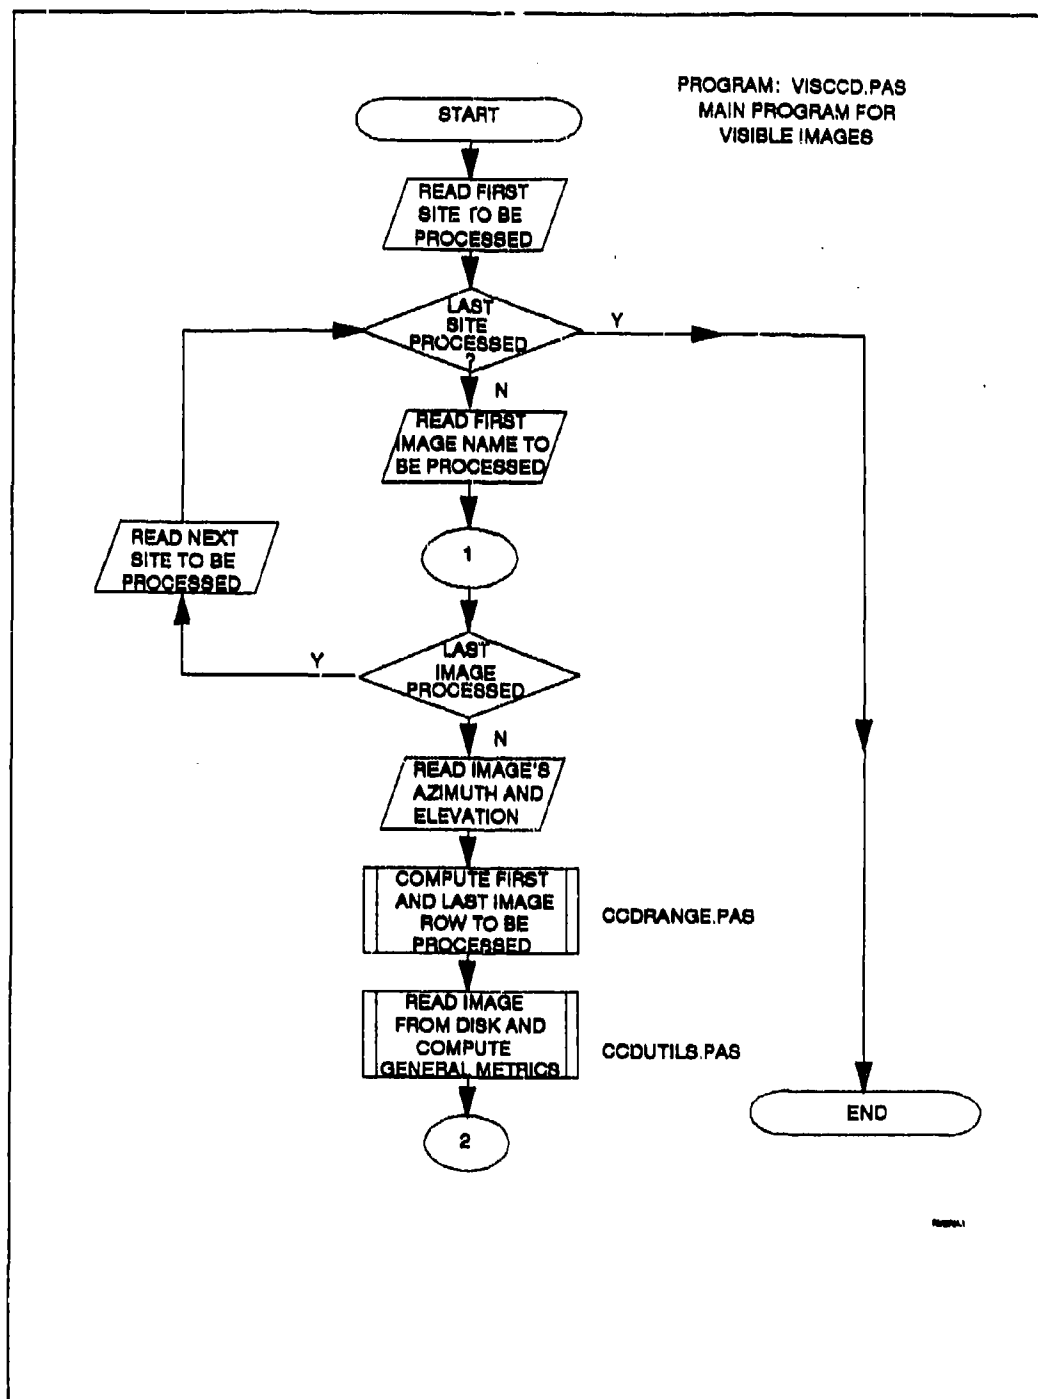 PROGRAM: VISCCD.PAS
MAIN PROGRAM FOR
VISIBLE IMAGES
START
READ FIRST
SITE TO BE
PROCESSED
LAST
SITE
PROCESSED
?
Y
N
READ FIRST
IMAGE NAME TO
BE PROCESSED
1
READ NEXT
SITE TO BE
PROCESSED
LAST
IMAGE
PROCESSED
Y
N
READ IMAGE'S
AZIMUTH AND
ELEVATION
COMPUTE FIRST
AND LAST IMAGE
ROW TO BE
PROCESSED
CCDRANGE.PAS
READ IMAGE
FROM DISK AND
COMPUTE
GENERAL METRICS
CCDUTILS.PAS
2
END